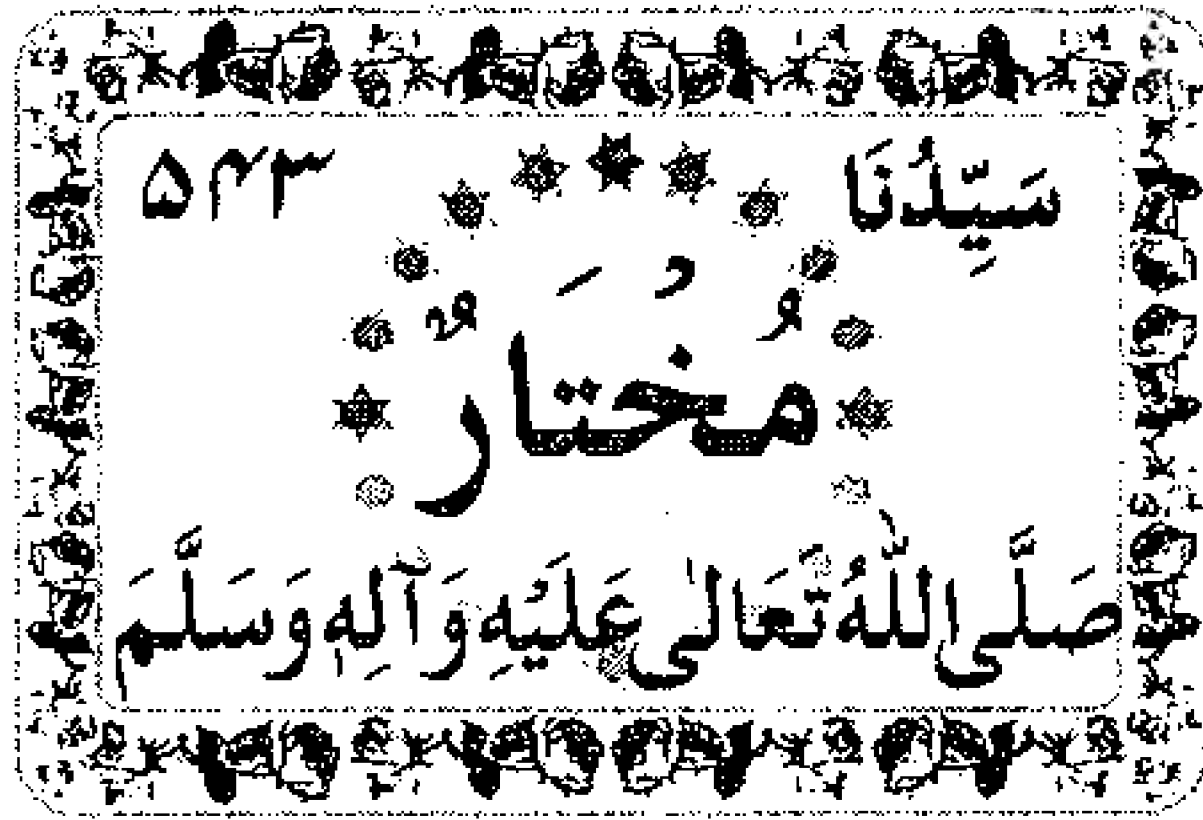 سَيِّدُنَا ۵۴۳
مُخْتَارٌ
صَلَّى اللّٰهُ تَعَالٰى عَلَيْهِ وَآلِهٖ وَسَلَّمَ